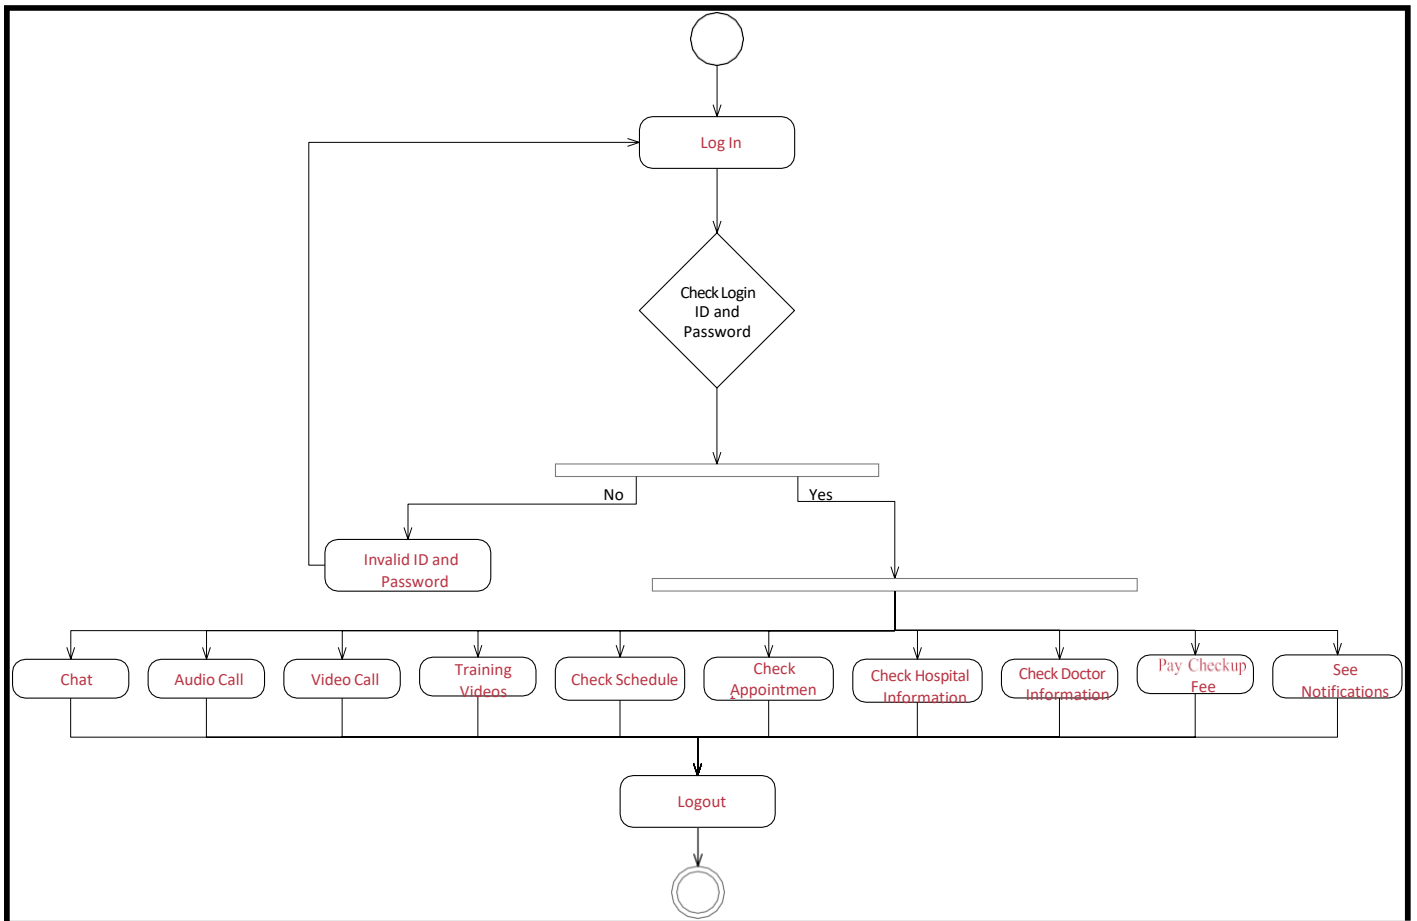 Log In
Check Login
ID and
Password
No
Yes
Invalid ID and
Password
Chat
Audio Call
Video Call
Training
Videos
Check Schedule
Check
Appointmen
Check Hospital
Information
Check Doctor
Information
Pay Checkup
Fee
See
Notifications
Logout